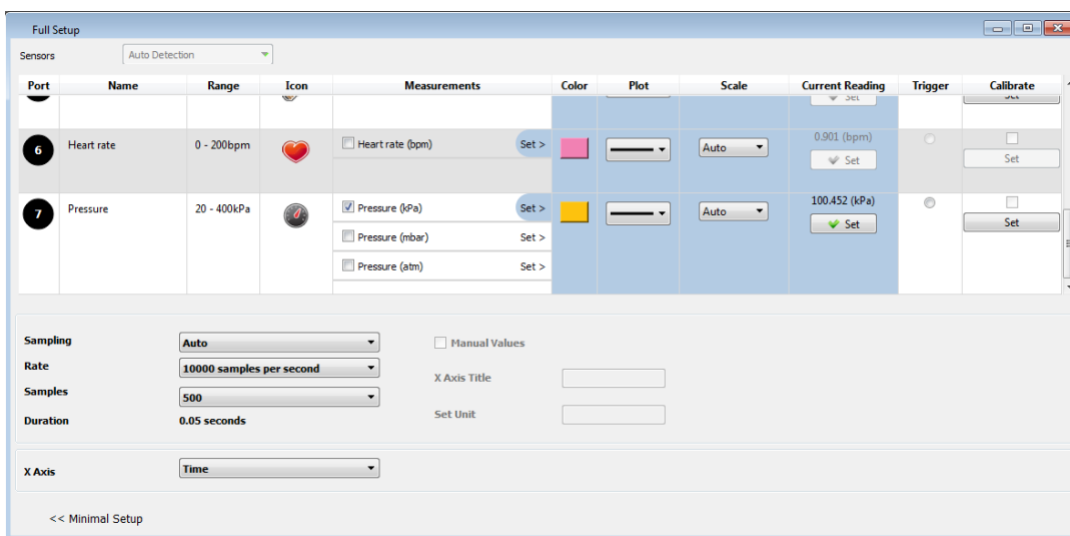 Full Setup
Sensors Auto Detection
Port Name Range Icon Measurements Color Plot Scale Current Reading Trigger Calibrate
Set Set
6 Heart rate 0 - 200bpm Heart rate (bpm) Set > Auto 0.901 (bpm)
Set Set
7 Pressure 20 - 400kPa Pressure (kPa) Set > Auto 100.452 (kPa)
Set Set
Pressure (mbar) Set >
Pressure (atm) Set >
Sampling Auto Manual Values
Rate 10000 samples per second
X Axis Title
Samples 500
Set Unit
Duration 0.05 seconds
X Axis Time
<< Minimal Setup